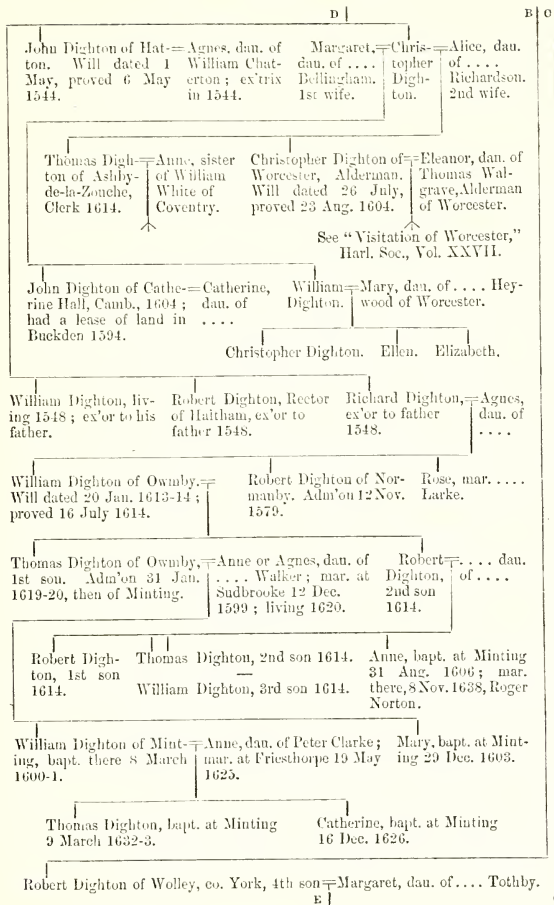 D B O
John Dighton of Hat-=Agnes, dan. of
ton. Will dated 1 William Chat-
May, proved 6 May erton; ex'trix
1544. in 1544.
Margaret,=Chris-=Alice, dau.
dau. of .... topher of ....
Bellingham. Digh- Richardson.
1st wife. ton. 2nd wife.
Thomas Digh-=Anne, sister
ton of Ashby- of William
de-la-Zouche, White of
Clerk 1614. Coventry.
Christopher Dighton of=Eleanor, dan. of
Worcester, Alderman. Thomas Wal-
Will dated 26 July, grave, Alderman
proved 23 Aug. 1604. of Worcester.
See "Visitation of Worcester,"
Harl. Soc., Vol. XXVII.
John Dighton of Cathe-=Catherine,
rine Hall, Camb., 1604; dau. of
had a lease of land in ....
Buckden 1594.
William=Mary, dau. of .... Hey-
Dighton. wood of Worcester.
Christopher Dighton. Ellen. Elizabeth.
William Dighton, liv-
ing 1548; ex'or to his
father.
Robert Dighton, Rector
of Haltham, ex'or to
father 1548.
Richard Dighton,=Agnes,
ex'or to father dau. of
1548. ....
William Dighton of Owmby.=
Will dated 20 Jan. 1613-14;
proved 16 July 1614.
Robert Dighton of Nor-
manby. Adm'on 12 Nov.
1579.
Rose, mar. ....
Larke.
Thomas Dighton of Owmby,=Anne or Agnes, dau. of
1st son. Adm'on 31 Jan. .... Walker; mar. at
1619-20, then of Minting. Sudbrooke 12 Dec.
1599; living 1620.
Robert=.... dau.
Dighton, of ....
2nd son
1614.
Robert Digh-
ton, 1st son
1614.
Thomas Dighton, 2nd son 1614.
—
William Dighton, 3rd son 1614.
Anne, bapt. at Minting
31 Aug. 1606; mar.
there, 8 Nov. 1638, Roger
Norton.
William Dighton of Mint-=Anne, dau. of Peter Clarke;
ing, bapt. there 8 March mar. at Friesthorpe 19 May
1600-1. 1625.
Mary, bapt. at Mint-
ing 29 Dec. 1603.
Thomas Dighton, bapt. at Minting
9 March 1632-3.
Catherine, bapt. at Minting
16 Dec. 1626.
Robert Dighton of Wolley, co. York, 4th son=Margaret, dau. of .... Tothby.
E